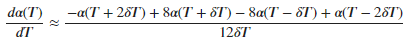 dα(T)/dT ≈ −α(T + 2δT) + 8α(T + δT) − 8α(T − δT) + α(T − 2δT)/12δT